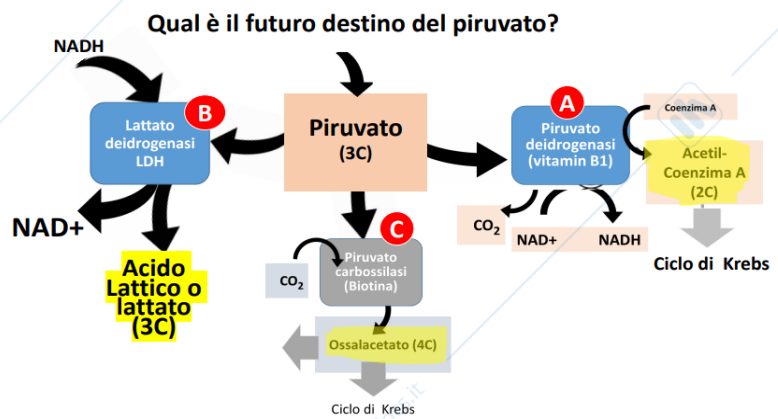 Qual è il futuro destino del piruvato?
NADH
B
Lattato
deidrogenasi
LDH
NAD+
Acido
Lattico o
lattato
(3C)
Piruvato
(3C)
C
CO2
Piruvato
carbossilasi
(Biotina)
Ossalacetato (4C)
Ciclo di Krebs
A
Piruvato
deidrogenasi
(vitamin B1)
Coenzima A
Acetil-
Coenzima A
(2C)
CO2
NAD+ NADH
Ciclo di Krebs